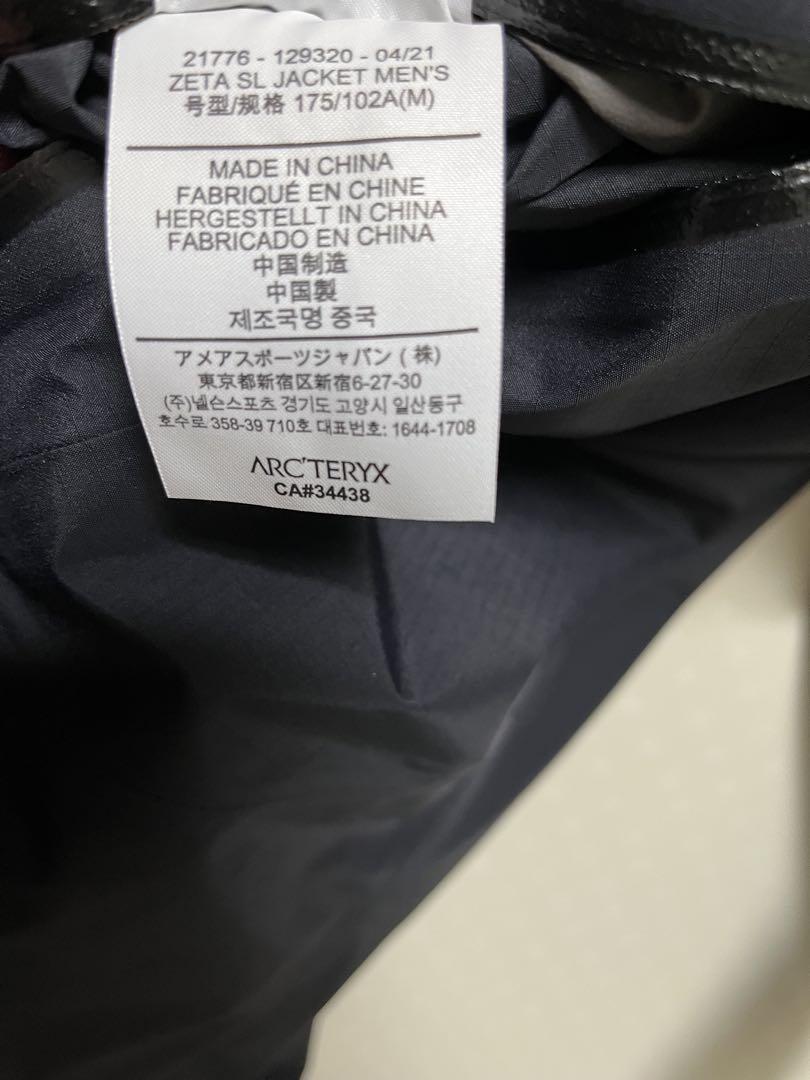 21776 - 129320 - 04/21
ZETA SL JACKET MEN'S
号型/规格 175/102A(M)
MADE IN CHINA
FABRIQUÉ EN CHINE
HERGESTELLT IN CHINA
FABRICADO EN CHINA
中国制造
中国製
제조국명 중국
アメアスポーツジャパン ( 株)
東京都新宿区新宿6-27-30
(주)넬슨스포츠 경기도 고양시 일산동구
호수로 358-39 710호 대표번호: 1644-1708
ARC'TERYX
CA#34438